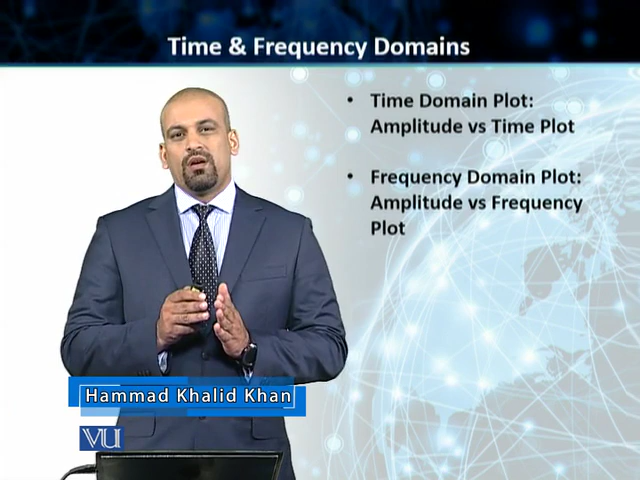 Time & Frequency Domains
• Time Domain Plot:
Amplitude vs Time Plot
• Frequency Domain Plot:
Amplitude vs Frequency
Plot
Hammad Khalid Khan
VU